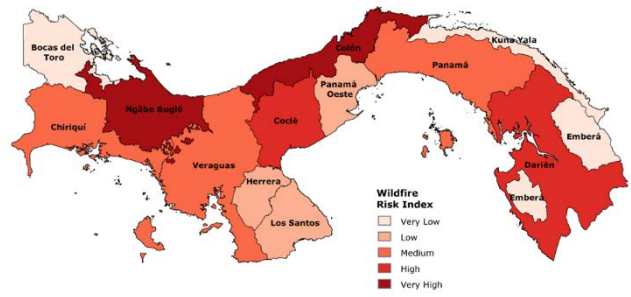 Bocas del
Toro
Ngäbe Buglé
Chiriquí
Veraguas
Herrera
Los Santos
Coclé
Colón
Panamá
Oeste
Panamá
Kuna Yala
Emberá
Darién
Emberá
Wildfire
Risk Index
Very Low
Low
Medium
High
Very High